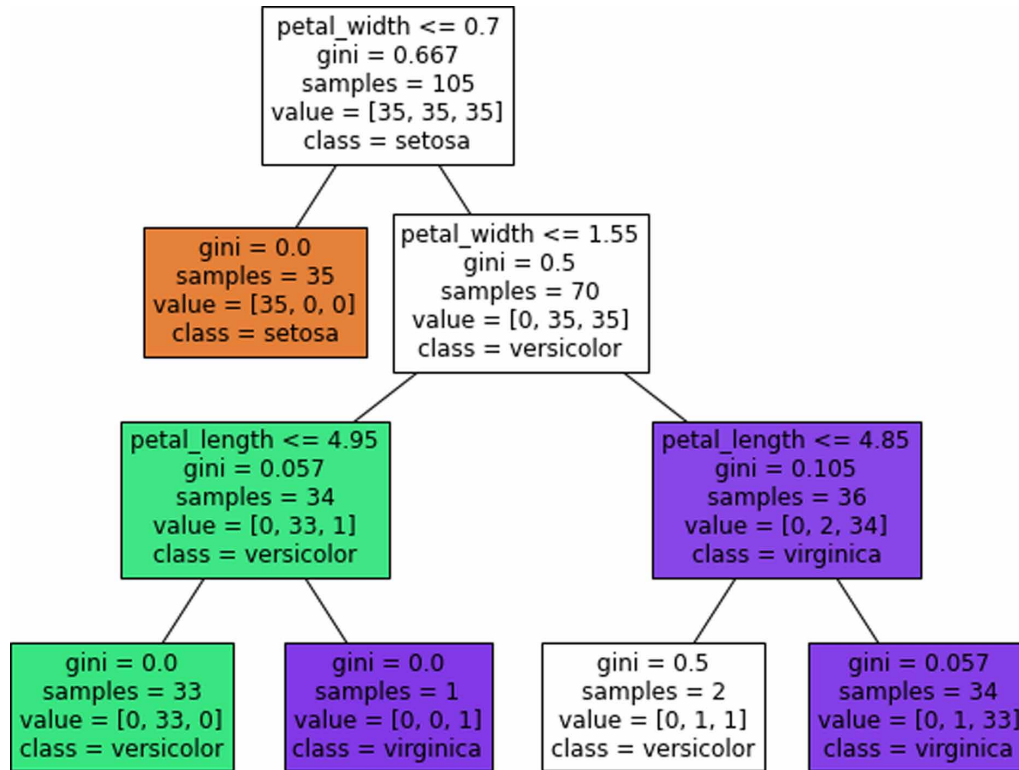 petal_width <= 0.7
gini = 0.667
samples = 105
value = [35, 35, 35]
class = setosa
gini = 0.0
samples = 35
value = [35, 0, 0]
class = setosa
petal_width <= 1.55
gini = 0.5
samples = 70
value = [0, 35, 35]
class = versicolor
petal_length <= 4.95
gini = 0.057
samples = 34
value = [0, 33, 1]
class = versicolor
petal_length <= 4.85
gini = 0.105
samples = 36
value = [0, 2, 34]
class = virginica
gini = 0.0
samples = 33
value = [0, 33, 0]
class = versicolor
gini = 0.0
samples = 1
value = [0, 0, 1]
class = virginica
gini = 0.5
samples = 2
value = [0, 1, 1]
class = versicolor
gini = 0.057
samples = 34
value = [0, 1, 33]
class = virginica